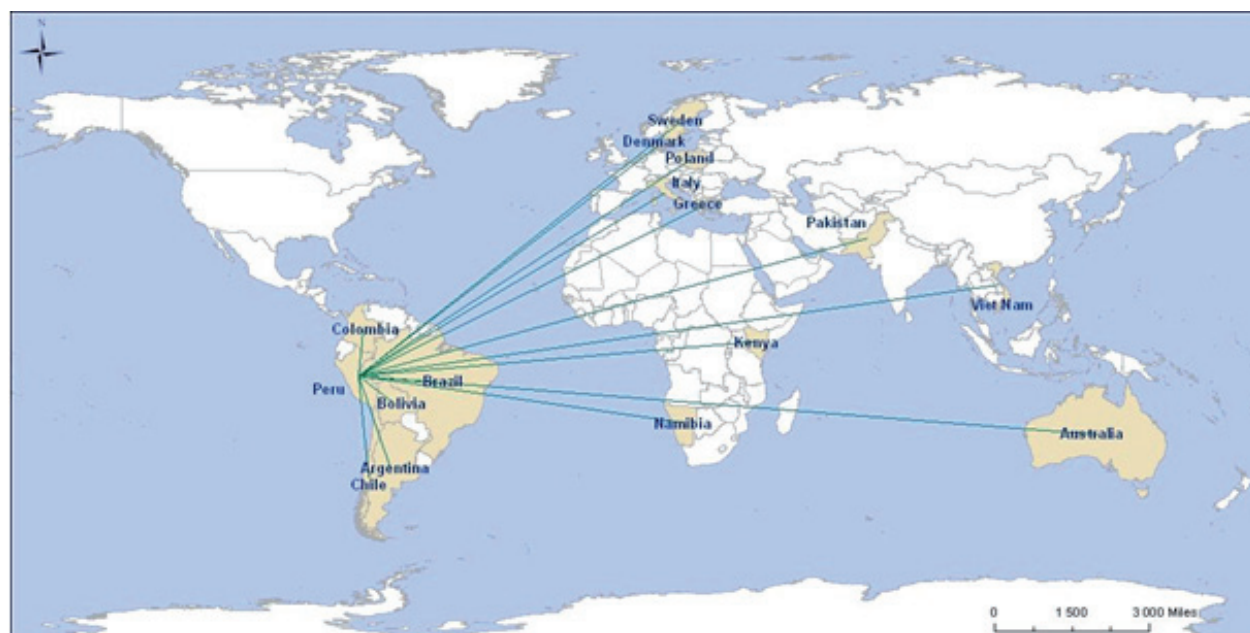 N
Sweden
Denmark
Poland
Italy
Greece
Pakistan
Viet Nam
Colombia
Kenya
Peru
Brazil
Bolivia
Namibia
Australia
Argentina
Chile
0 1 500 3 000 Miles